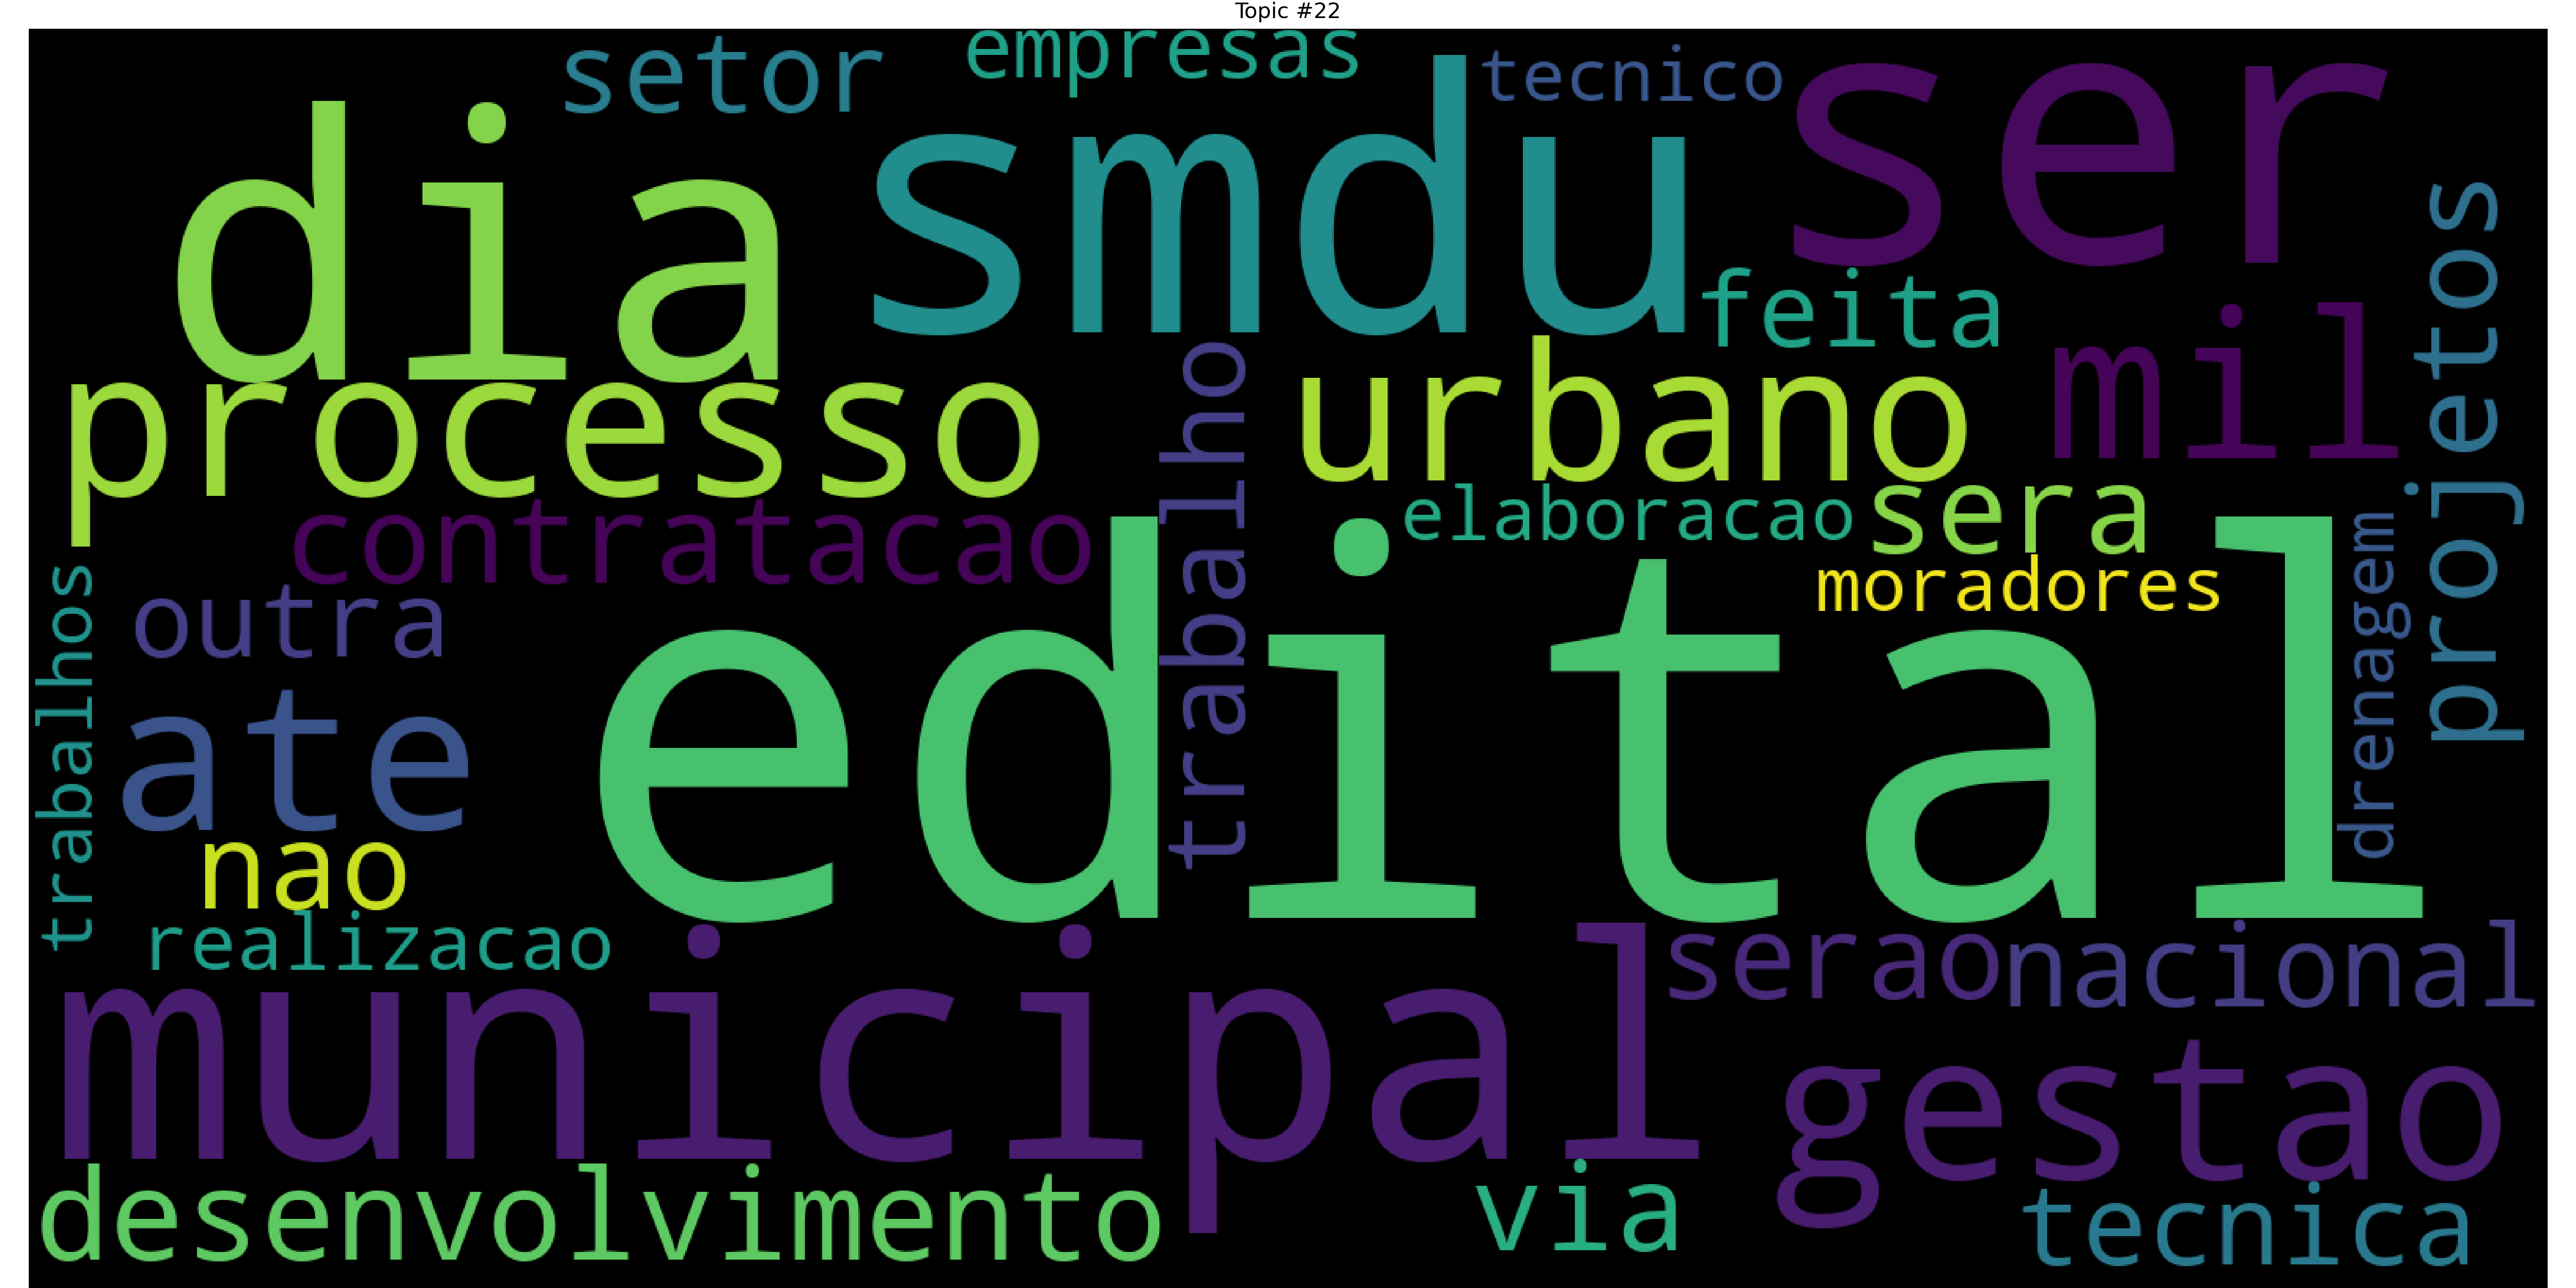 Topic #22
setor
empresas
tecnico
dia
smdu
ser
feita
mil
projetos
processo
trabalho
urbano
contratacao
elaboracao
sera
moradores
drenagem
trabalhos
outra
edital
ate
nao
realizacao
municipal
serao
nacional
gestao
desenvolvimento
via
tecnica